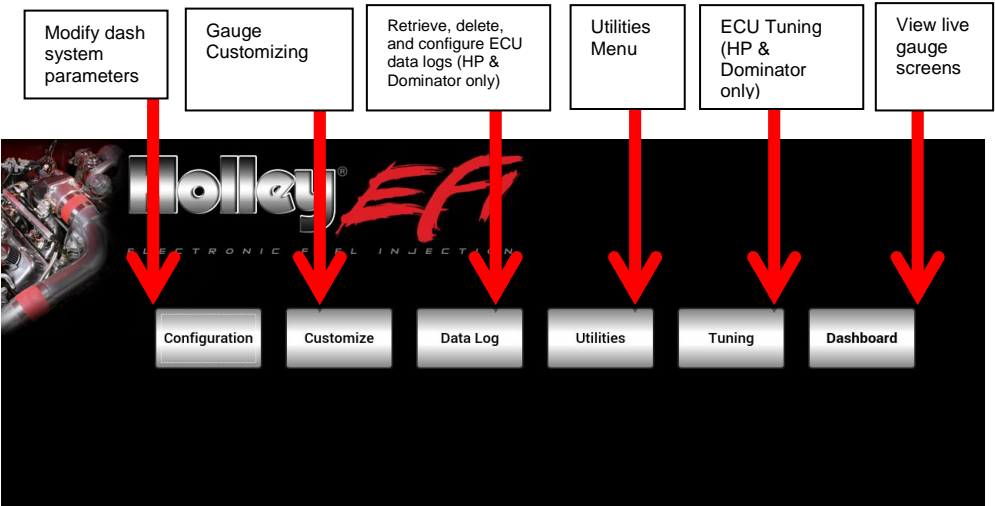 Modify dash
system
parameters
Gauge
Customizing
Retrieve, delete,
and configure ECU
data logs (HP &
Dominator only)
Utilities
Menu
ECU Tuning
(HP &
Dominator
only)
View live
gauge
screens
Holley® EFI
ELECTRONIC FUEL INJECTION
Configuration
Customize
Data Log
Utilities
Tuning
Dashboard